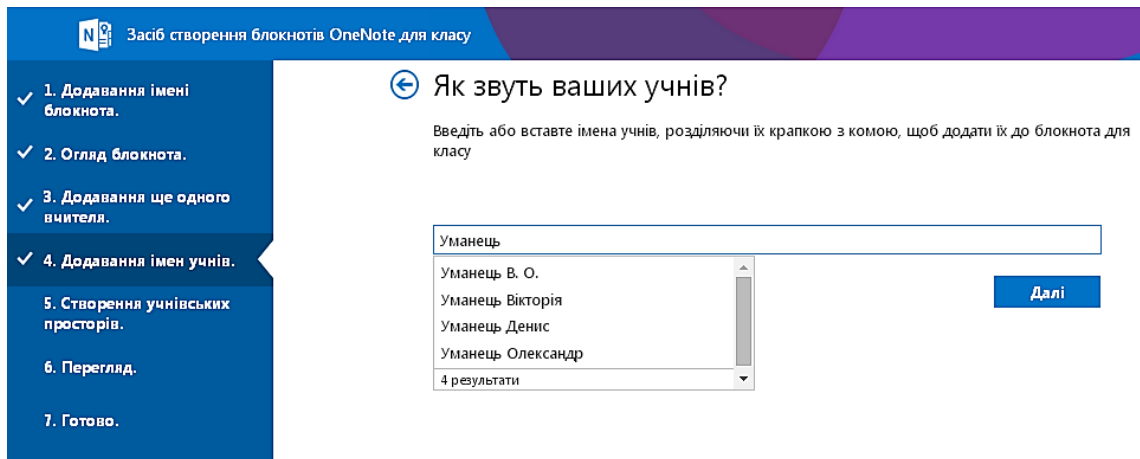 Засіб створення блокнотів OneNote для класу
1. Додавання імені
блокнота.
2. Огляд блокнота.
3. Додавання ще одного
вчителя.
4. Додавання імен учнів.
5. Створення учнівських
просторів.
6. Перегляд.
7. Готово.
Як звуть ваших учнів?
Введіть або вставте імена учнів, розділяючи їх крапкою з комою, щоб додати їх до блокнота для
класу
Уманець
Уманець В. О.
Уманець Вікторія
Уманець Денис
Уманець Олександр
4 результати
Далі